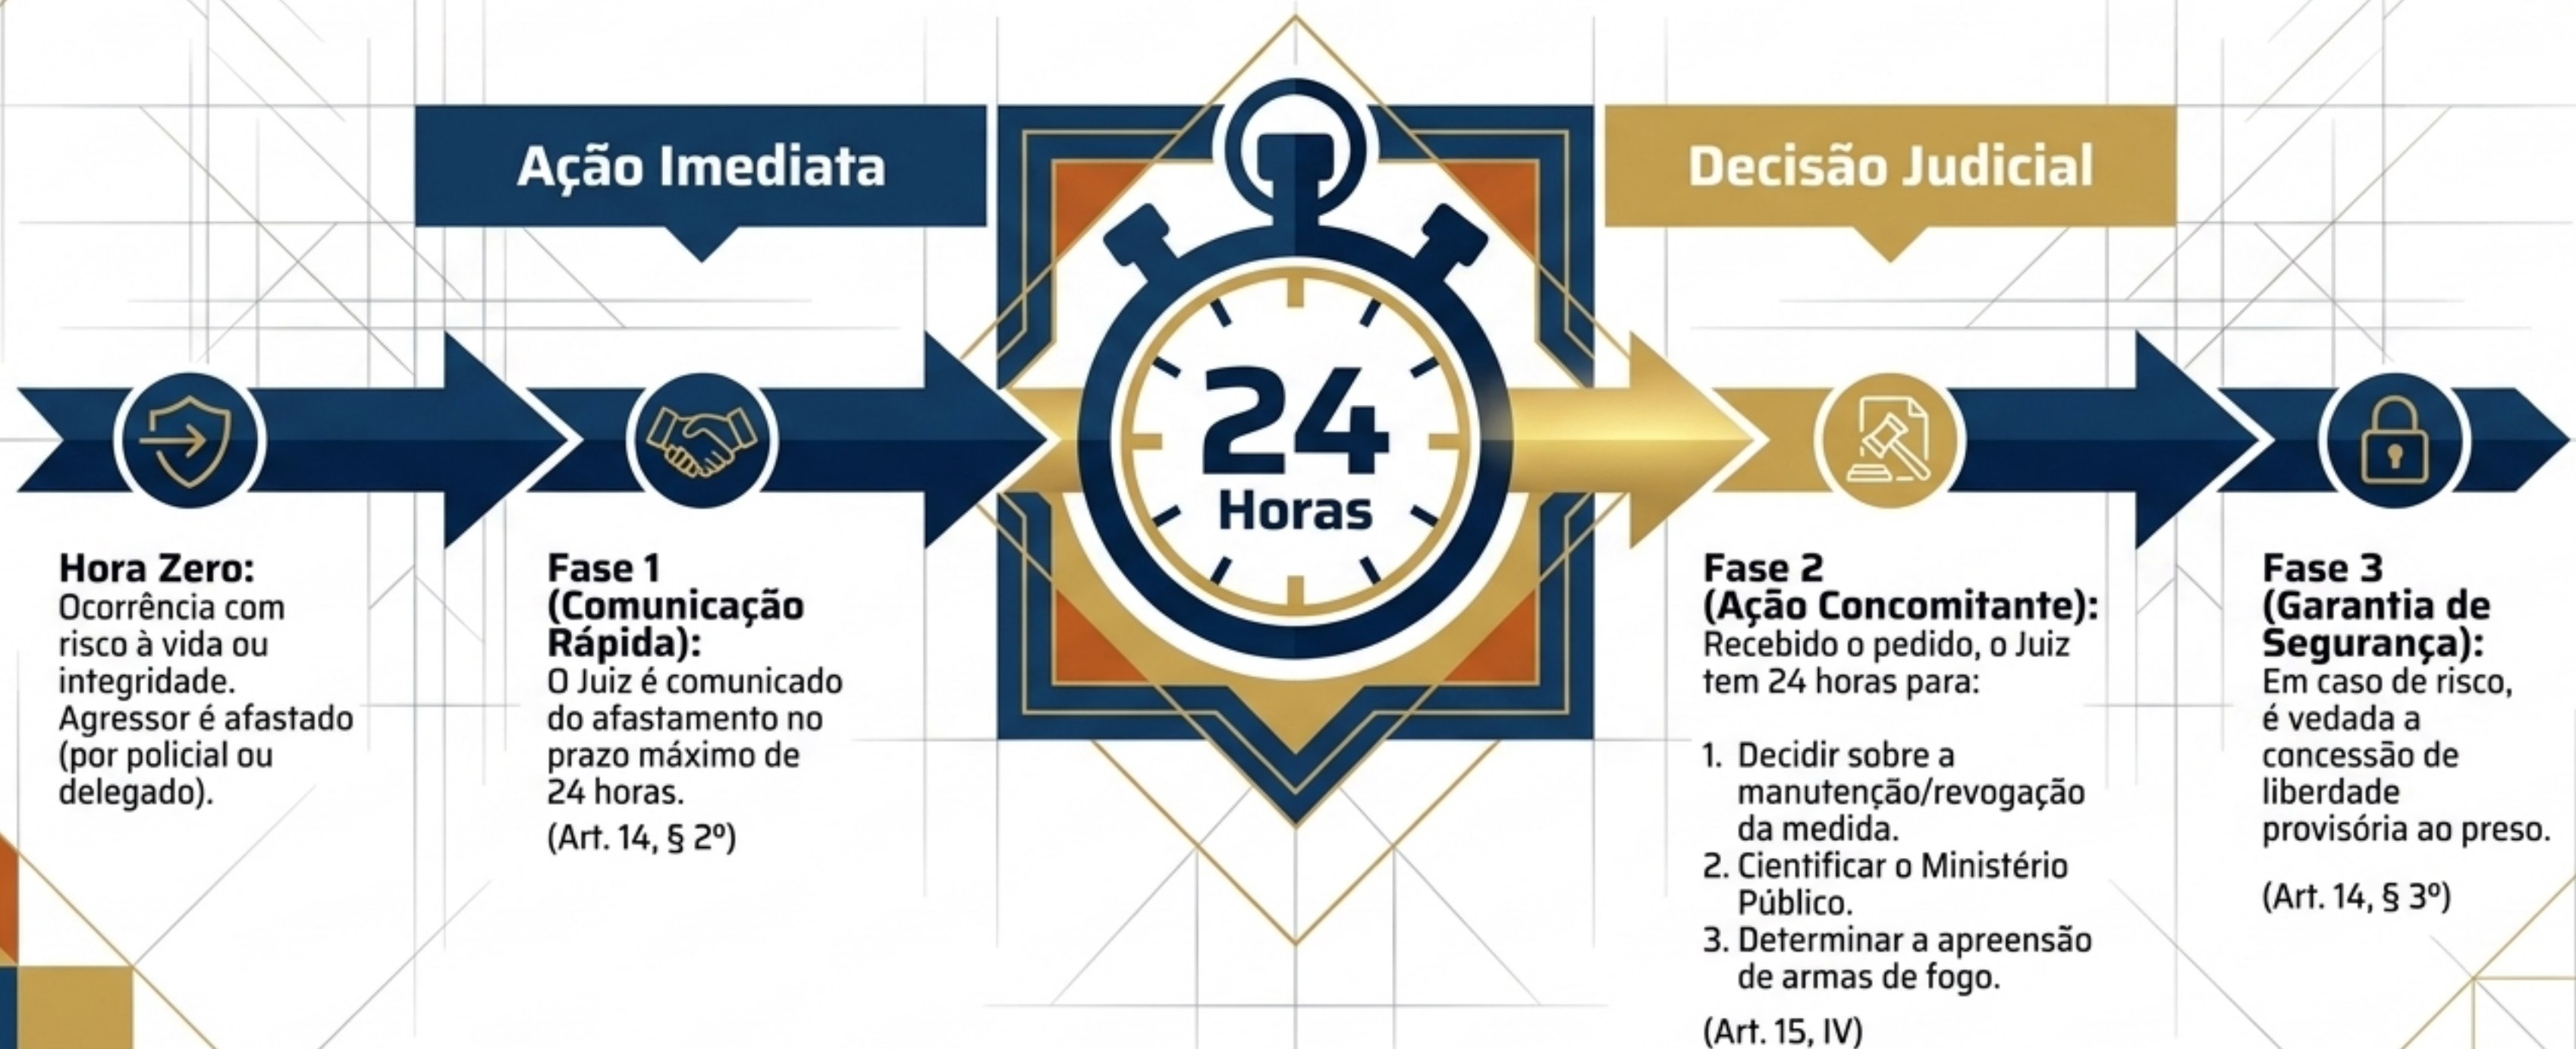 Ação Imediata
Decisão Judicial
24
Horas
Hora Zero:
Ocorrência com
risco à vida ou
integridade.
Agressor é afastado
(por policial ou
delegado).
Fase 1
(Comunicação
Rápida):
O Juiz é comunicado
do afastamento no
prazo máximo de
24 horas.
(Art. 14, § 2º)
Fase 2
(Ação Concomitante):
Recebido o pedido, o Juiz
tem 24 horas para:
1. Decidir sobre a
manutenção/revogação
da medida.
2. Cientificar o Ministério
Público.
3. Determinar a apreensão
de armas de fogo.
(Art. 15, IV)
Fase 3
(Garantia de
Segurança):
Em caso de risco,
é vedada a
concessão de
liberdade
provisória ao preso.
(Art. 14, § 3º)